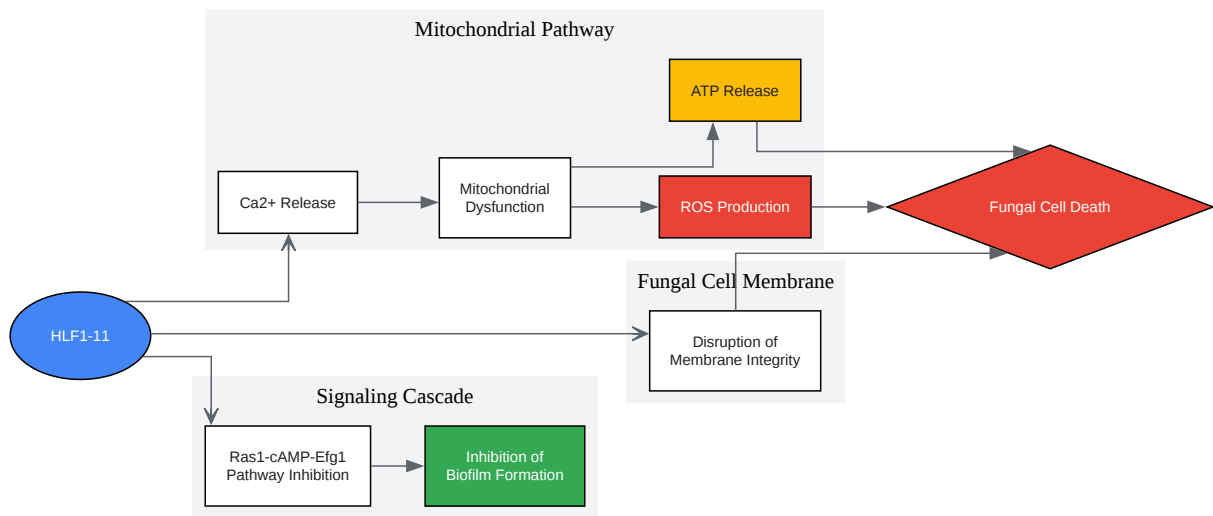 Mitochondrial Pathway
ATP Release
Ca2+ Release
Mitochondrial
Dysfunction
ROS Production
Fungal Cell Death
Fungal Cell Membrane
HLF1-11
Disruption of
Membrane Integrity
Signaling Cascade
Ras1-cAMP-Efg1
Pathway Inhibition
Inhibition of
Biofilm Formation